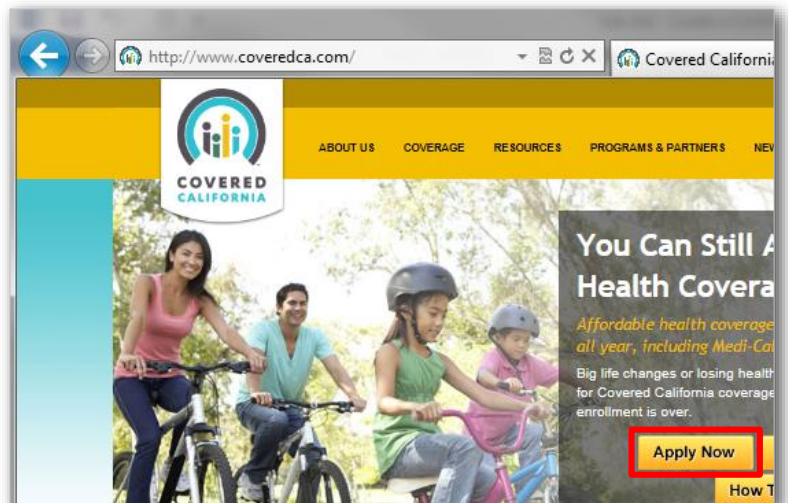 http://www.coveredca.com/
Covered Californi
COVERED
CALIFORNIA
ABOUT US COVERAGE RESOURCES PROGRAMS & PARTNERS NEW
You Can Still A
Health Covera
Affordable health coverage
all year, including Medi-Cal
Big life changes or losing health
for Covered California coverage
enrollment is over.
Apply Now
How T